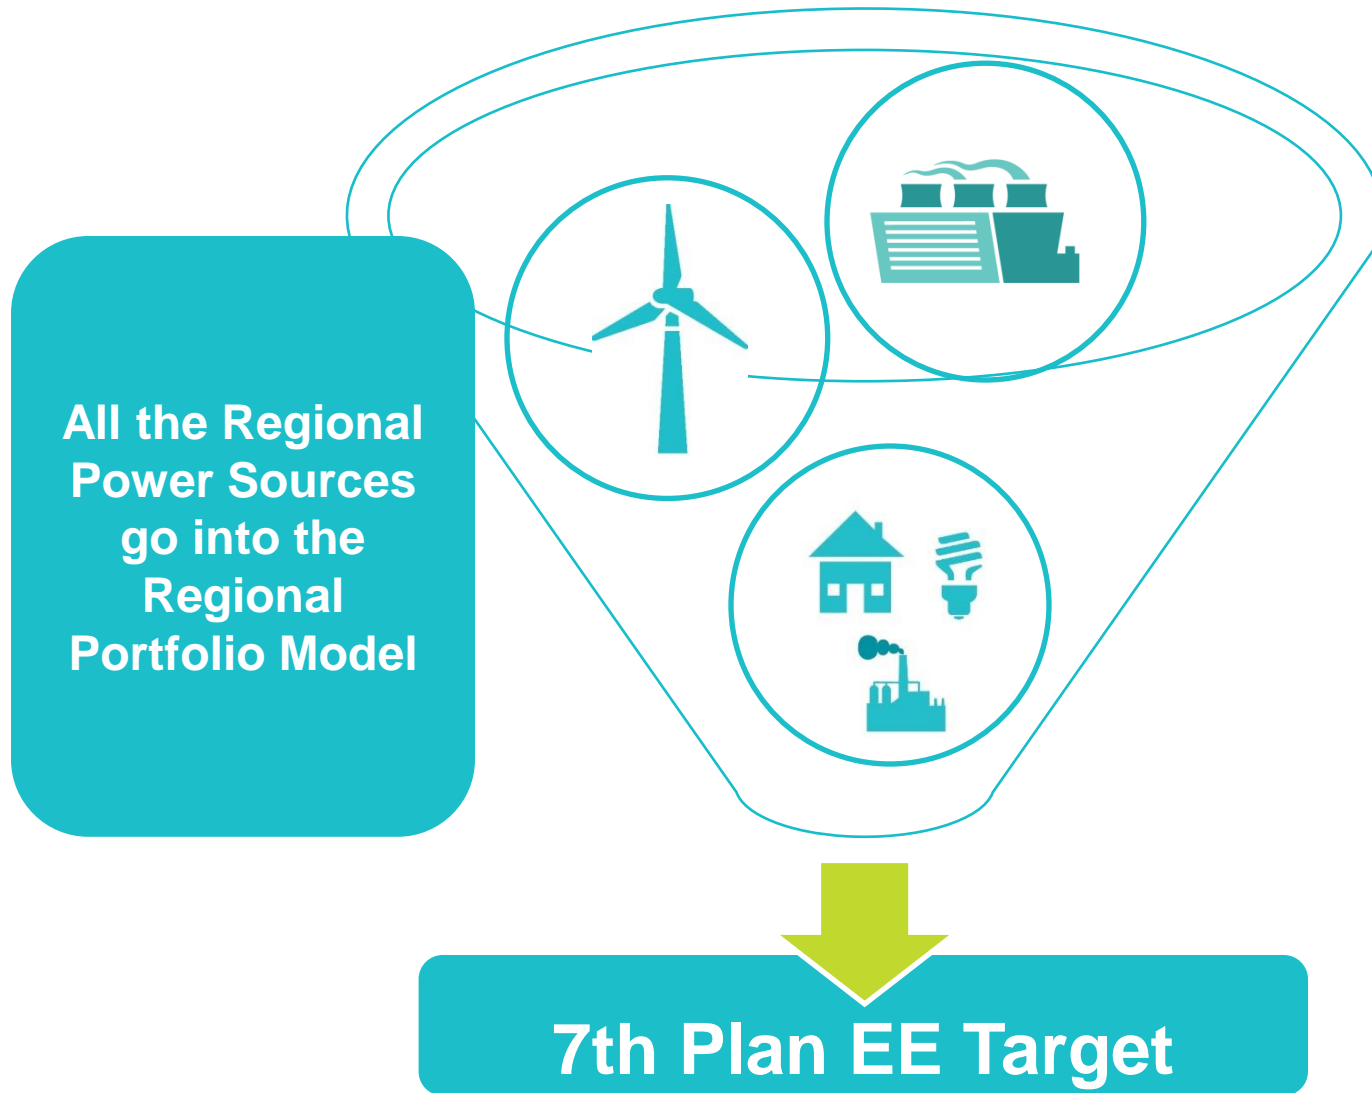 All the Regional
Power Sources
go into the
Regional
Portfolio Model
7th Plan EE Target